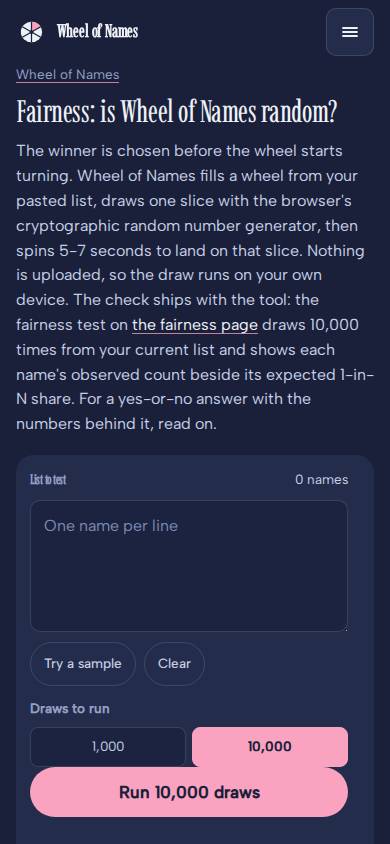 Wheel of Names
Wheel of Names
Fairness: is Wheel of Names random?
The winner is chosen before the wheel starts
turning. Wheel of Names fills a wheel from your
pasted list, draws one slice with the browser's
cryptographic random number generator, then
spins 5–7 seconds to land on that slice. Nothing
is uploaded, so the draw runs on your own
device. The check ships with the tool: the
fairness test on the fairness page draws 10,000
times from your current list and shows each
name's observed count beside its expected 1-in-
N share. For a yes-or-no answer with the
numbers behind it, read on.
List to test
0 names
One name per line
Try a sample
Clear
Draws to run
1,000
10,000
Run 10,000 draws